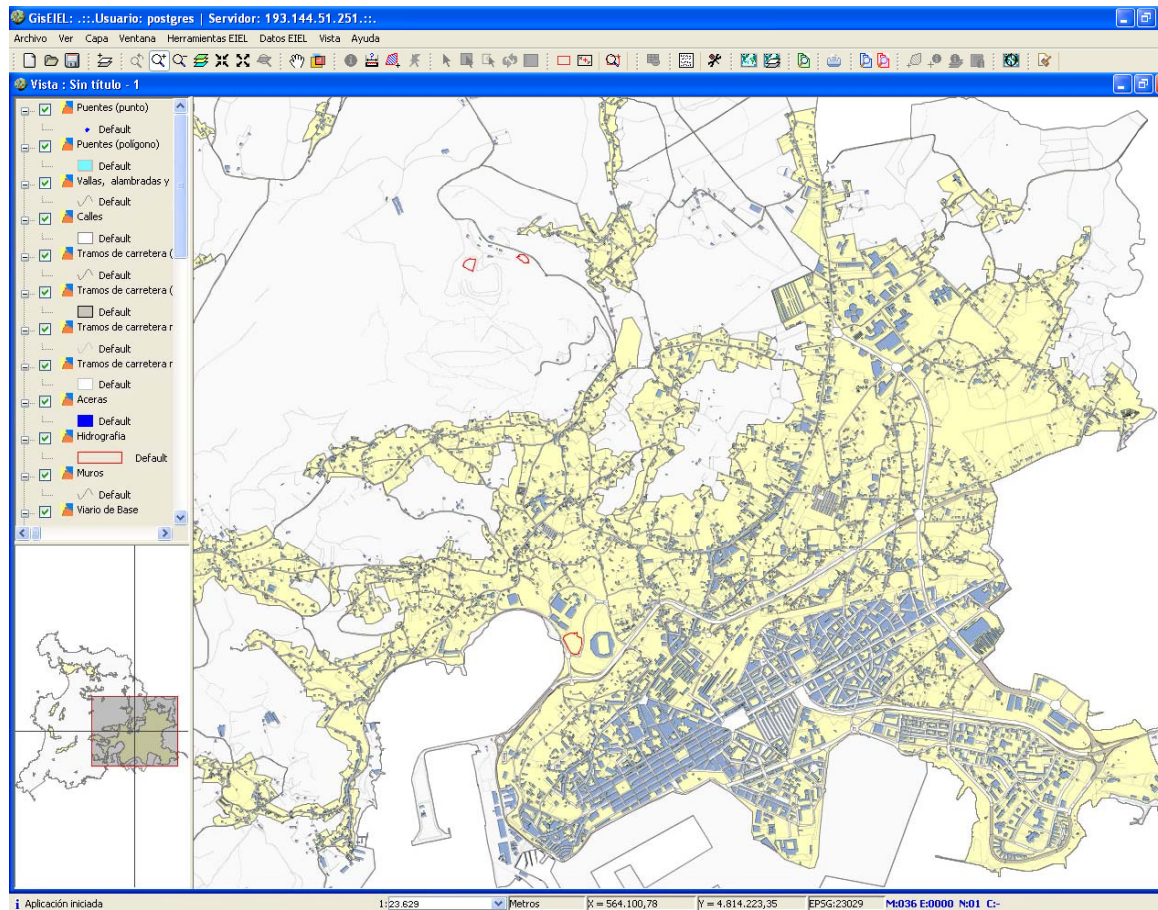 GisEIEL: .::.Usuario: postgres | Servidor: 193.144.51.251.::.
Archivo Ver Capa Ventana Herramientas EIEL Datos EIEL Vista Ayuda
Vista : Sin título - 1
Puentes (punto)
Default
Puentes (polígono)
Default
Vallas, alambradas y
Default
Calles
Default
Tramos de carretera (
Default
Tramos de carretera (
Default
Tramos de carretera r
Default
Tramos de carretera r
Default
Aceras
Default
Hidrografia
Default
Muros
Default
Viario de Base
Aplicación iniciada 1:23.629 Metros X = 564.100,78 Y = 4.814.223,35 EPSG:23029 M:036 E:0000 N:01 C:-